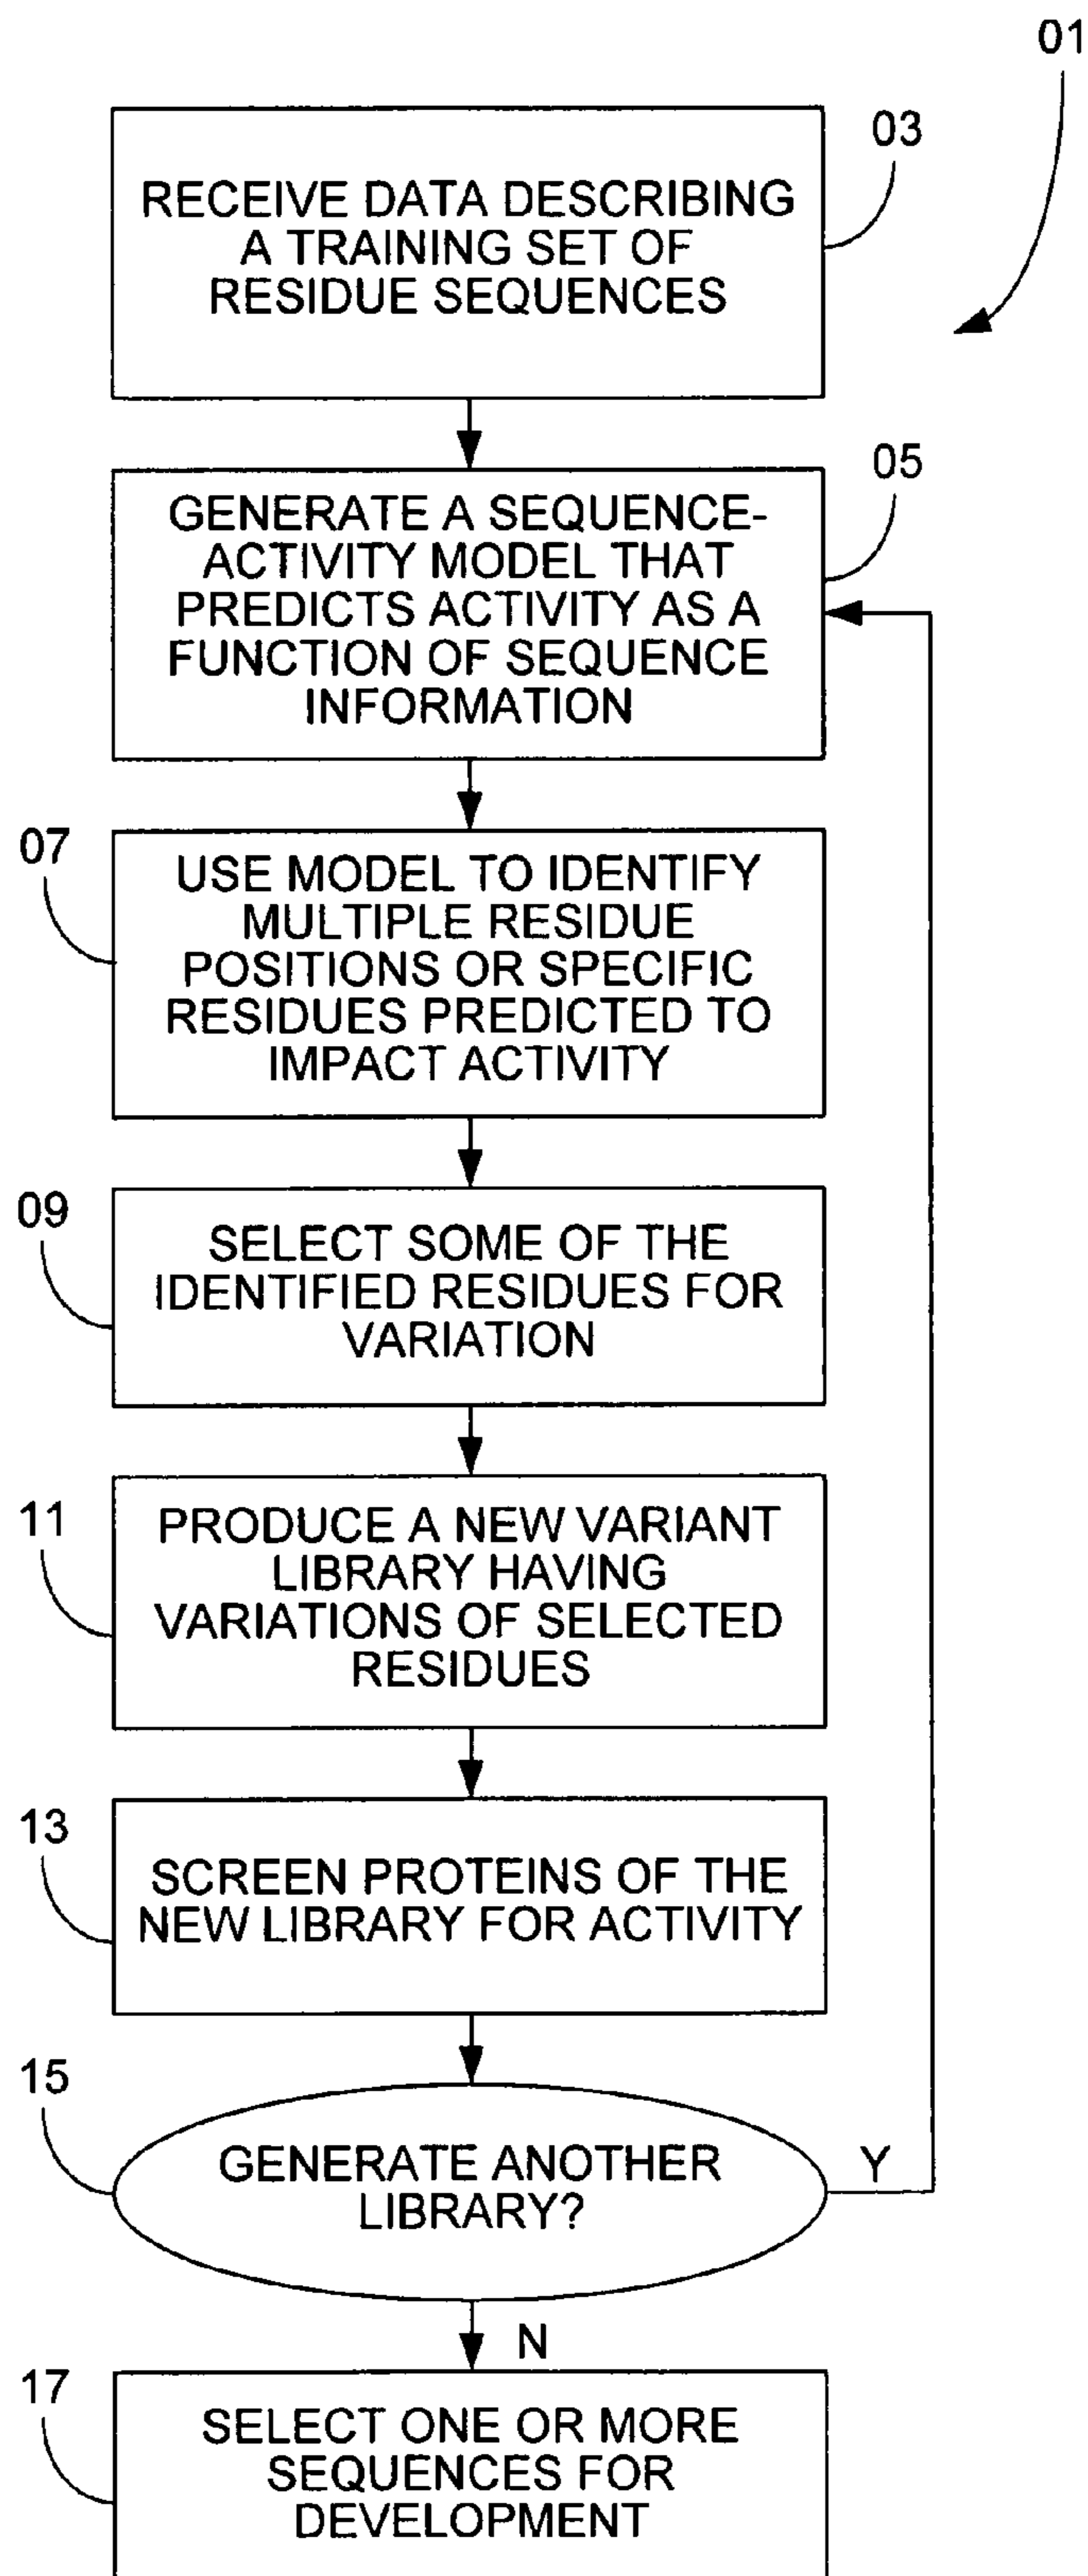 01
03
RECEIVE DATA DESCRIBING
A TRAINING SET OF
RESIDUE SEQUENCES
05
GENERATE A SEQUENCE-
ACTIVITY MODEL THAT
PREDICTS ACTIVITY AS A
FUNCTION OF SEQUENCE
INFORMATION
07
USE MODEL TO IDENTIFY
MULTIPLE RESIDUE
POSITIONS OR SPECIFIC
RESIDUES PREDICTED TO
IMPACT ACTIVITY
09
SELECT SOME OF THE
IDENTIFIED RESIDUES FOR
VARIATION
11
PRODUCE A NEW VARIANT
LIBRARY HAVING
VARIATIONS OF SELECTED
RESIDUES
13
SCREEN PROTEINS OF THE
NEW LIBRARY FOR ACTIVITY
15
GENERATE ANOTHER
LIBRARY?
Y
N
17
SELECT ONE OR MORE
SEQUENCES FOR
DEVELOPMENT